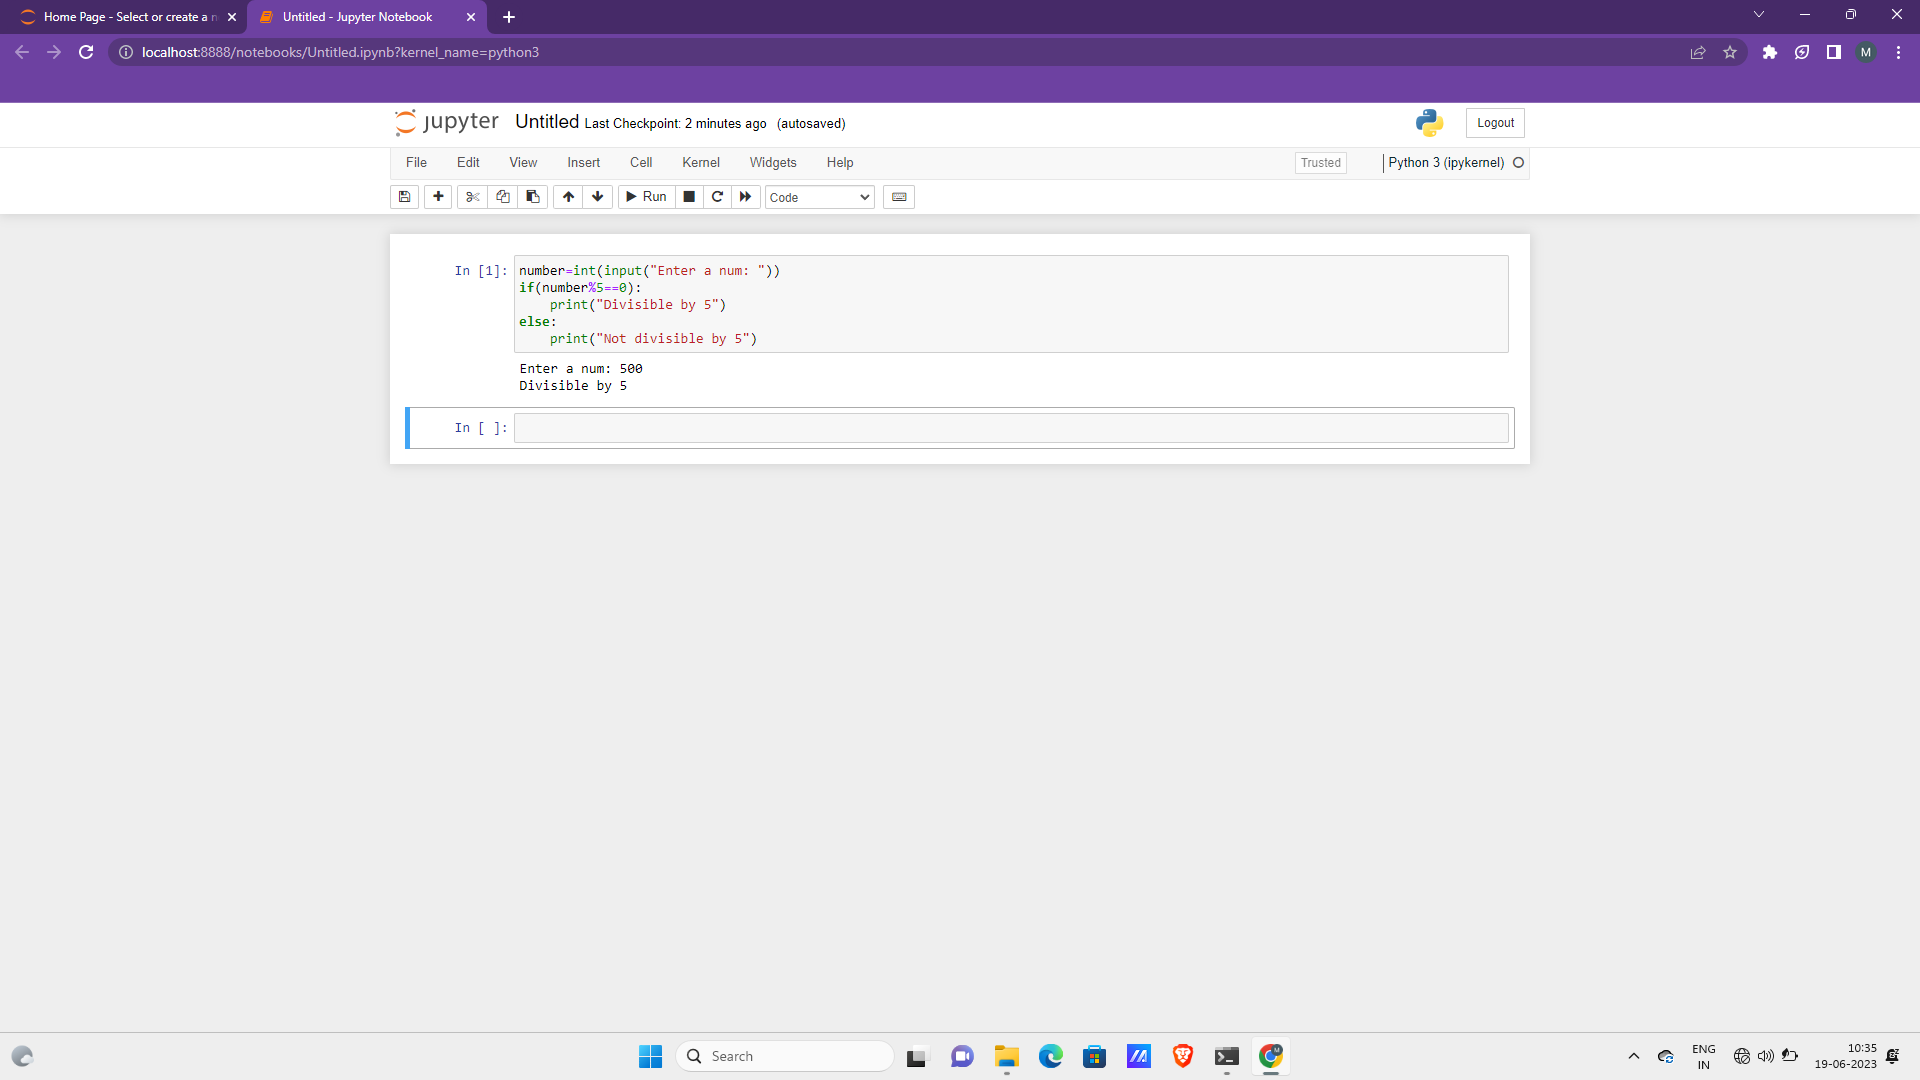 Home Page - Select or create a n
Untitled - Jupyter Notebook
localhost:8888/notebooks/Untitled.ipynb?kernel_name=python3
M
jupyter Untitled Last Checkpoint: 2 minutes ago (autosaved)
Logout
File Edit View Insert Cell Kernel Widgets Help
Trusted
Python 3 (ipykernel)
Run
Code
In [1]: number=int(input("Enter a num: "))
if(number%5==0):
    print("Divisible by 5")
else:
    print("Not divisible by 5")
Enter a num: 500
Divisible by 5
In [ ]:
Search
ENG
IN
10:35
19-06-2023